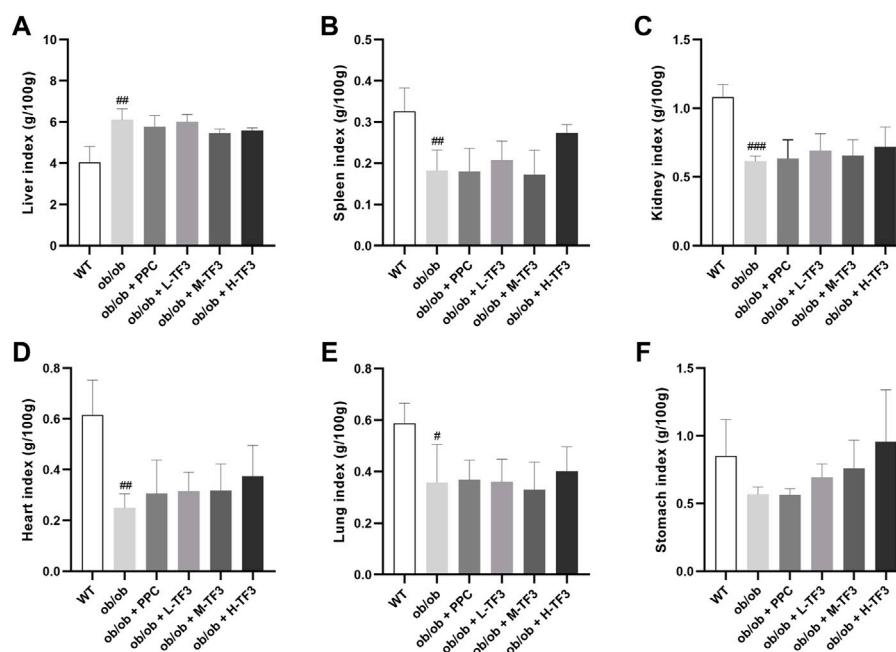 A
Liver index (g/100g)
10
8
6
4
2
0
##
WT
ob/ob
ob/ob + PPC
ob/ob + L-TF3
ob/ob + M-TF3
ob/ob + H-TF3
B
Spleen index (g/100g)
0.5
0.4
0.3
0.2
0.1
0.0
##
WT
ob/ob
ob/ob + PPC
ob/ob + L-TF3
ob/ob + M-TF3
ob/ob + H-TF3
C
Kidney index (g/100g)
1.5
1.0
0.5
0.0
###
WT
ob/ob
ob/ob + PPC
ob/ob + L-TF3
ob/ob + M-TF3
ob/ob + H-TF3
D
Heart index (g/100g)
0.8
0.6
0.4
0.2
0.0
##
WT
ob/ob
ob/ob + PPC
ob/ob + L-TF3
ob/ob + M-TF3
ob/ob + H-TF3
E
Lung index (g/100g)
0.8
0.6
0.4
0.2
0.0
#
WT
ob/ob
ob/ob + PPC
ob/ob + L-TF3
ob/ob + M-TF3
ob/ob + H-TF3
F
Stomach index (g/100g)
1.5
1.0
0.5
0.0
WT
ob/ob
ob/ob + PPC
ob/ob + L-TF3
ob/ob + M-TF3
ob/ob + H-TF3